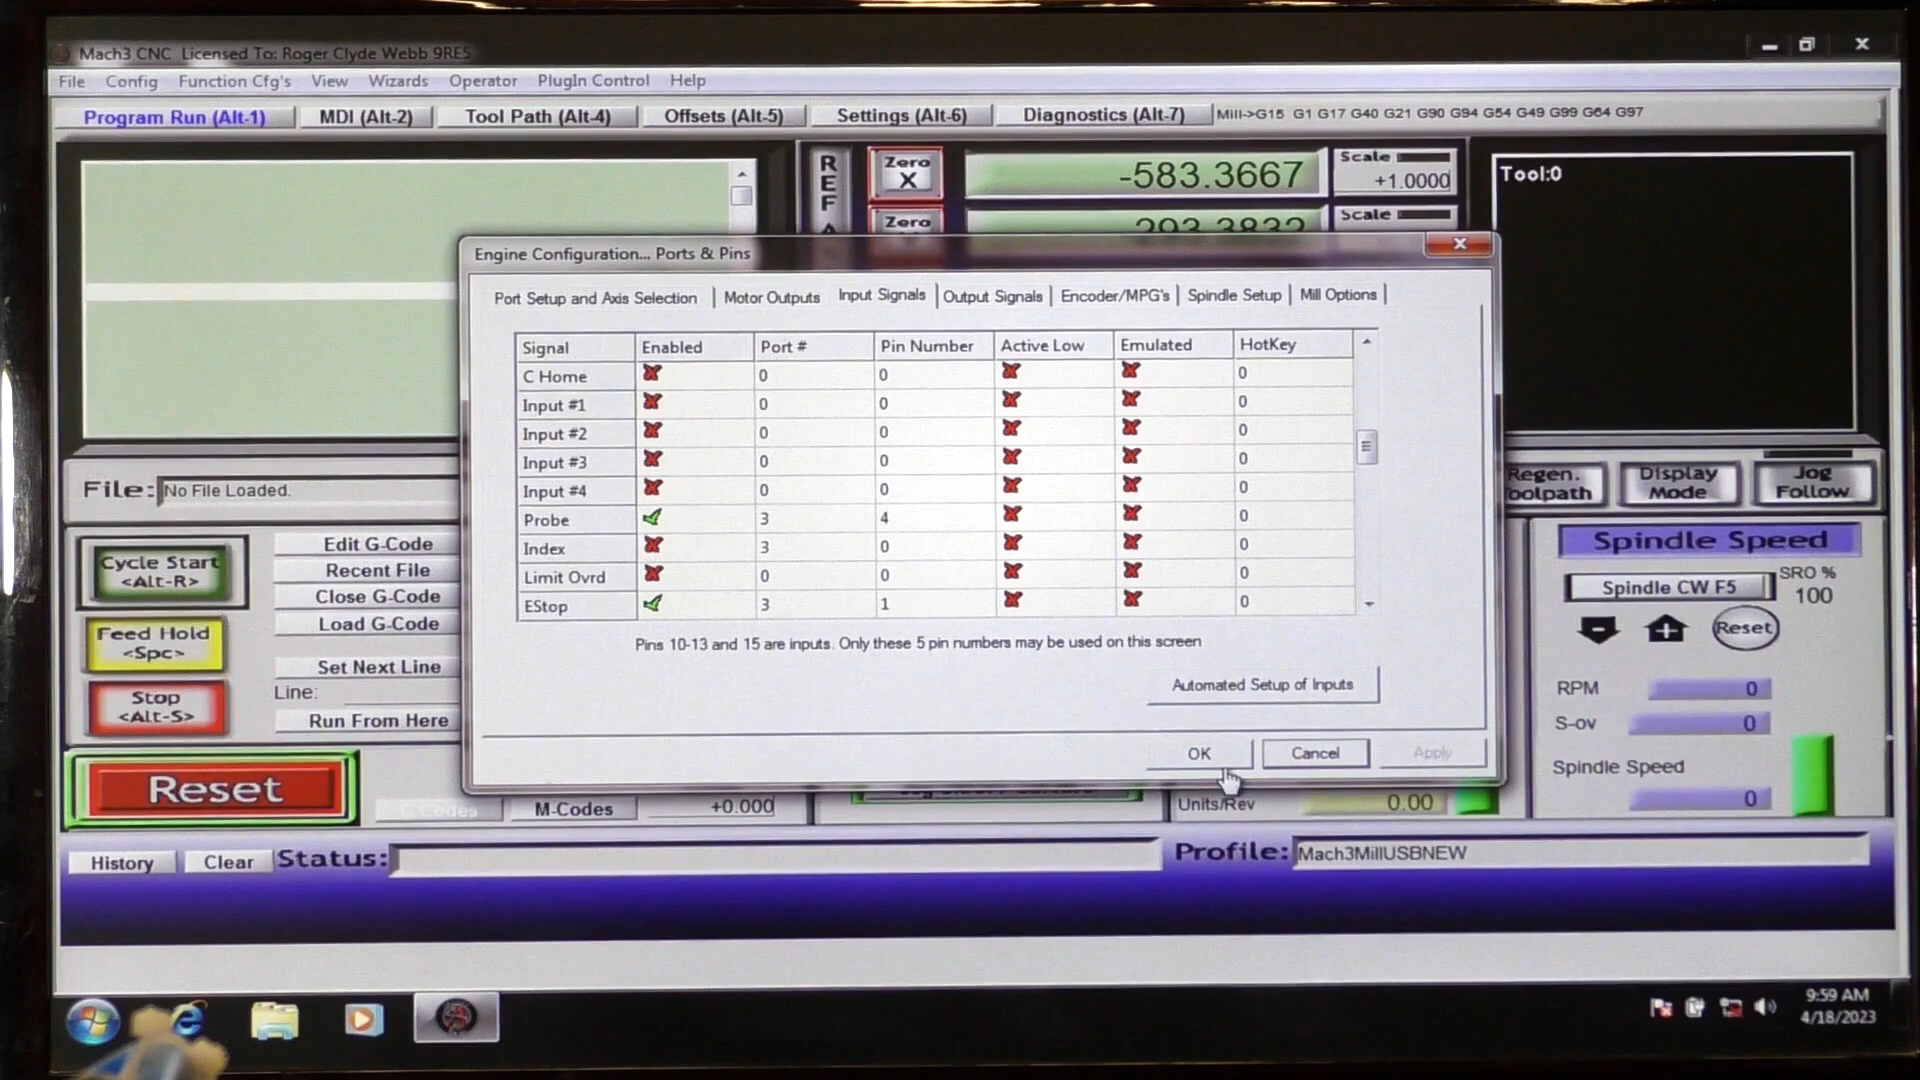 Mach3 CNC Licensed To: Roger Clyde Webb 9RE5
File Config Function Cfg's View Wizards Operator PlugIn Control Help
Program Run (Alt-1) MDI (Alt-2) Tool Path (Alt-4) Offsets (Alt-5) Settings (Alt-6) Diagnostics (Alt-7) Mill->G15 G1 G17 G40 G21 G90 G94 G54 G49 G99 G64 G97
R
E
F
Zero
X
-583.3667
Scale
+1.0000
Tool:0
Zero
Scale
Engine Configuration... Ports & Pins
Port Setup and Axis Selection Motor Outputs Input Signals Output Signals Encoder/MPG's Spindle Setup Mill Options
Signal Enabled Port # Pin Number Active Low Emulated HotKey
C Home 0 0 0
Input #1 0 0 0
Input #2 0 0 0
Input #3 0 0 0
Input #4 0 0 0
Probe 3 4 0
Index 3 0 0
Limit Ovrd 0 0 0
EStop 3 1 0
Pins 10-13 and 15 are inputs. Only these 5 pin numbers may be used on this screen
Automated Setup of Inputs
OK Cancel Apply
File: No File Loaded.
Regen.
Toolpath
Display
Mode
Jog
Follow
Cycle Start
<Alt-R>
Feed Hold
<Spc>
Stop
<Alt-S>
Reset
Edit G-Code
Recent File
Close G-Code
Load G-Code
Set Next Line
Line:
Run From Here
M-Codes +0.000
Units/Rev 0.00
Spindle Speed
Spindle CW F5
SRO %
100
Reset
RPM 0
S-ov 0
Spindle Speed
0
History Clear Status:
Profile: Mach3MillUSBNEW
9:59 AM
4/18/2023